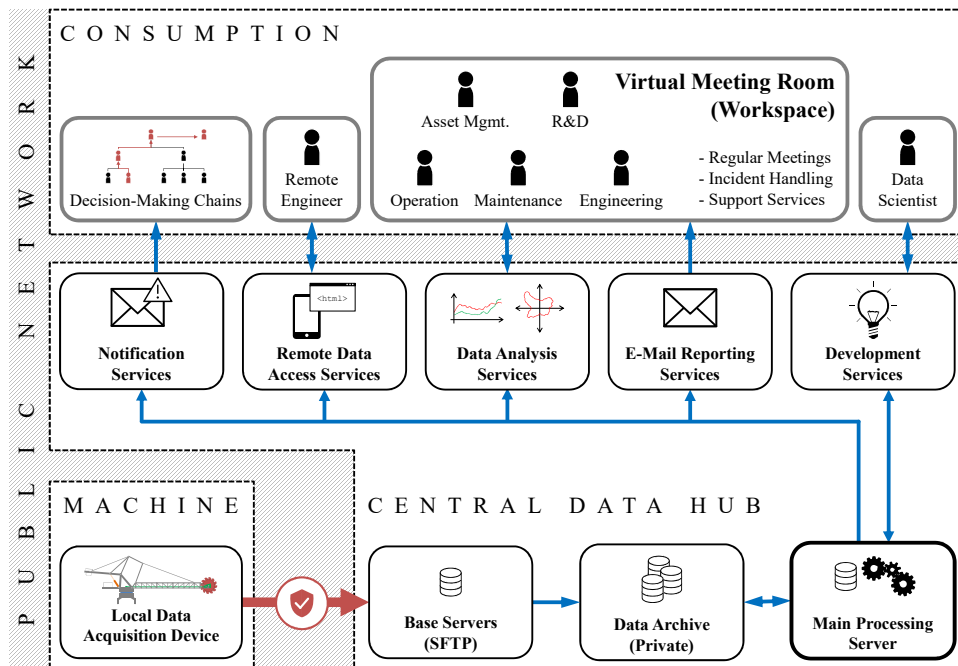 PUBLIC NETWORK
CONSUMPTION
Virtual Meeting Room
(Workspace)
Asset Mgmt.
R&D
Operation
Maintenance
Engineering
- Regular Meetings
- Incident Handling
- Support Services
Decision-Making Chains
Remote
Engineer
Data
Scientist
Notification
Services
<html>
Remote Data
Access Services
Data Analysis
Services
E-Mail Reporting
Services
Development
Services
MACHINE
Local Data
Acquisition Device
CENTRAL DATA HUB
Base Servers
(SFTP)
Data Archive
(Private)
Main Processing
Server